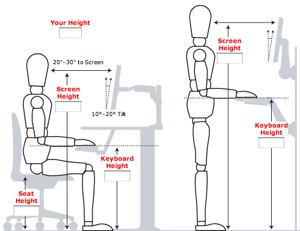 Your Height
20"-30" to Screen
Screen
Height
10°-20° Tilt
Keyboard
Height
Seat
Height
Screen
Height
Keyboard
Height